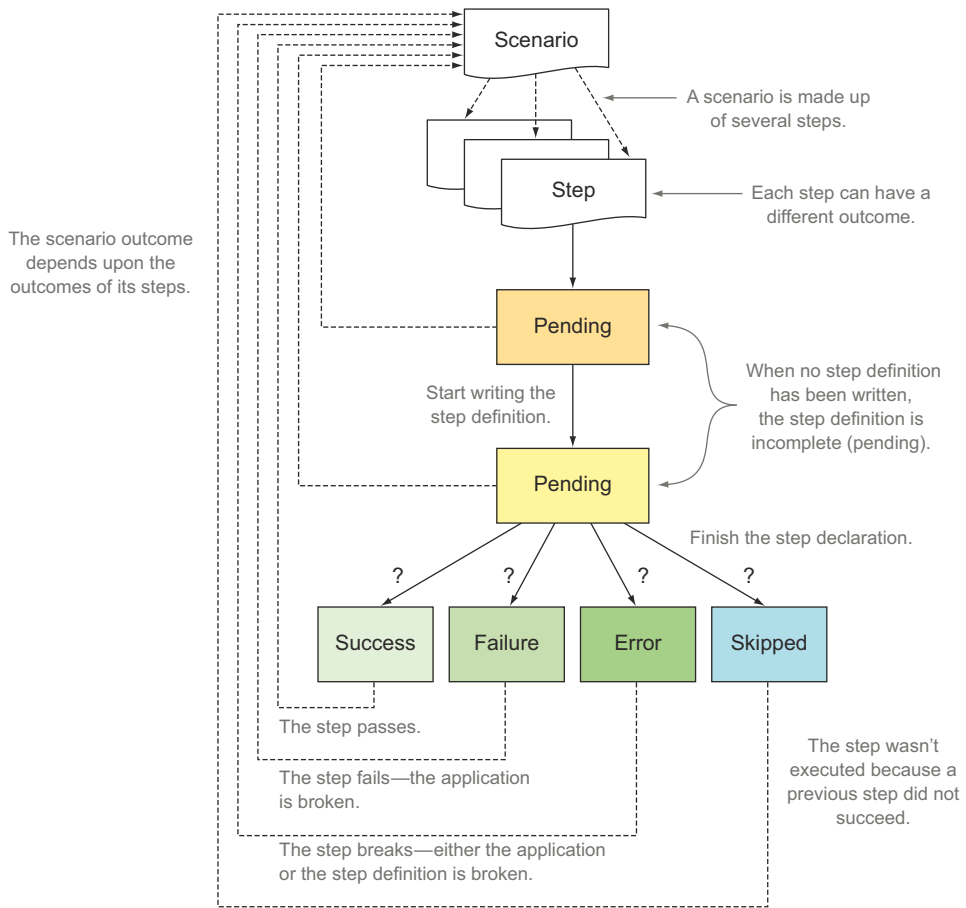 Scenario
A scenario is made up
of several steps.
Step
Each step can have a
different outcome.
The scenario outcome
depends upon the
outcomes of its steps.
Pending
Start writing the
step definition.
When no step definition
has been written,
the step definition is
incomplete (pending).
Pending
Finish the step declaration.
?
?
?
?
Success
Failure
Error
Skipped
The step passes.
The step fails—the application
is broken.
The step wasn't
executed because a
previous step did not
succeed.
The step breaks—either the application
or the step definition is broken.